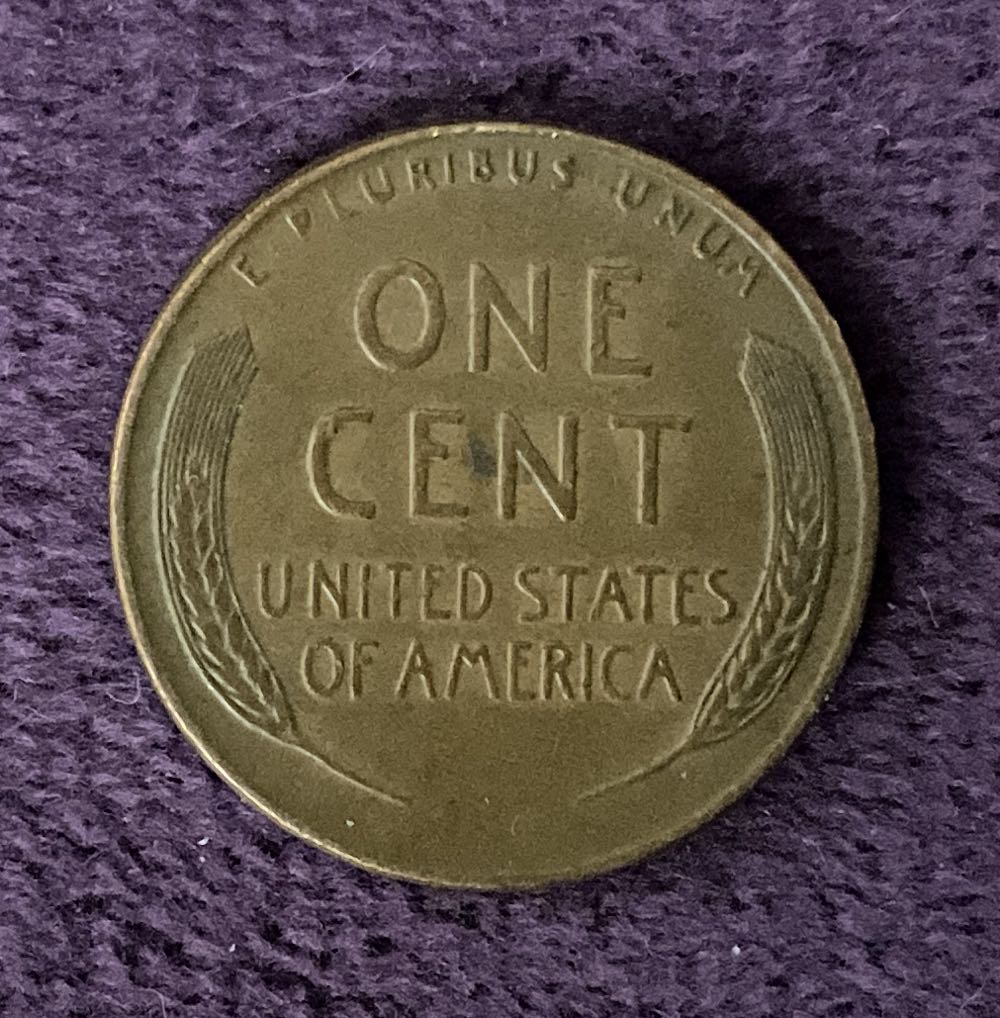 E PLURIBUS UNUM
ONE
CENT
UNITED STATES
OF AMERICA